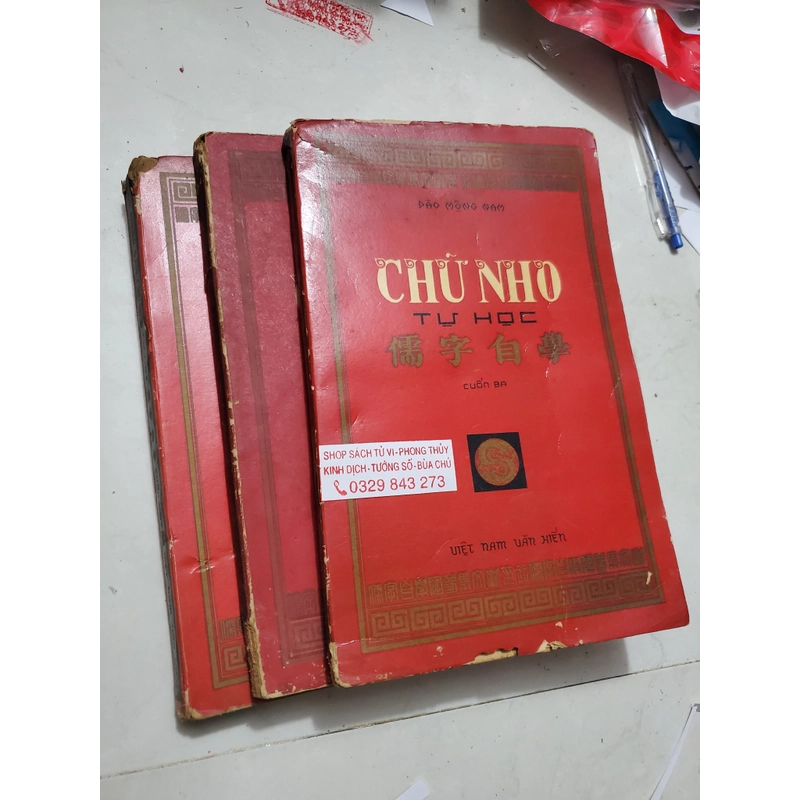 ĐÀO MỘNG NAM
CHỮ NHO
TỰ HỌC
儒字自學
CUỐN BA
SHOP SÁCH TỬ VI-PHONG THỦY
KINH DỊCH-TƯỚNG SỐ-BÙA CHÚ
0329 843 273
VIỆT NAM VĂN HIẾN